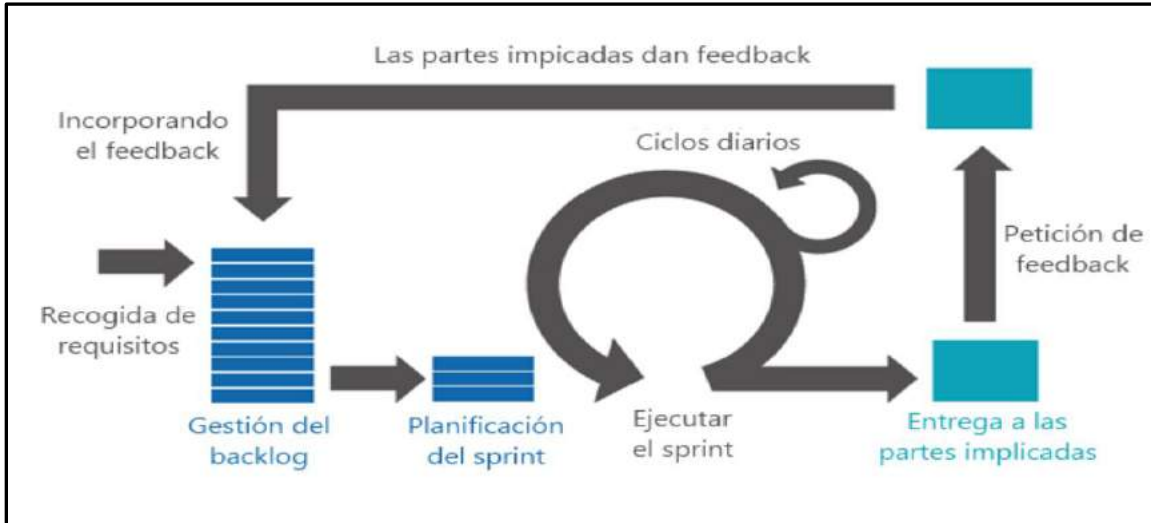 Las partes impicadas dan feedback
Incorporando
el feedback
Ciclos diarios
Petición de
feedback
Recogida de
requisitos
Gestión del
backlog
Planificación
del sprint
Ejecutar
el sprint
Entrega a las
partes implicadas